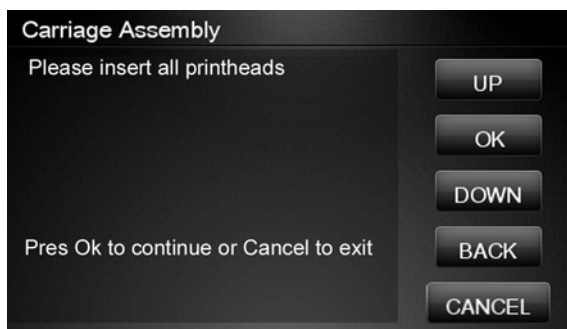 Carriage Assembly
Please insert all printheads
UP
OK
DOWN
Pres Ok to continue or Cancel to exit
BACK
CANCEL